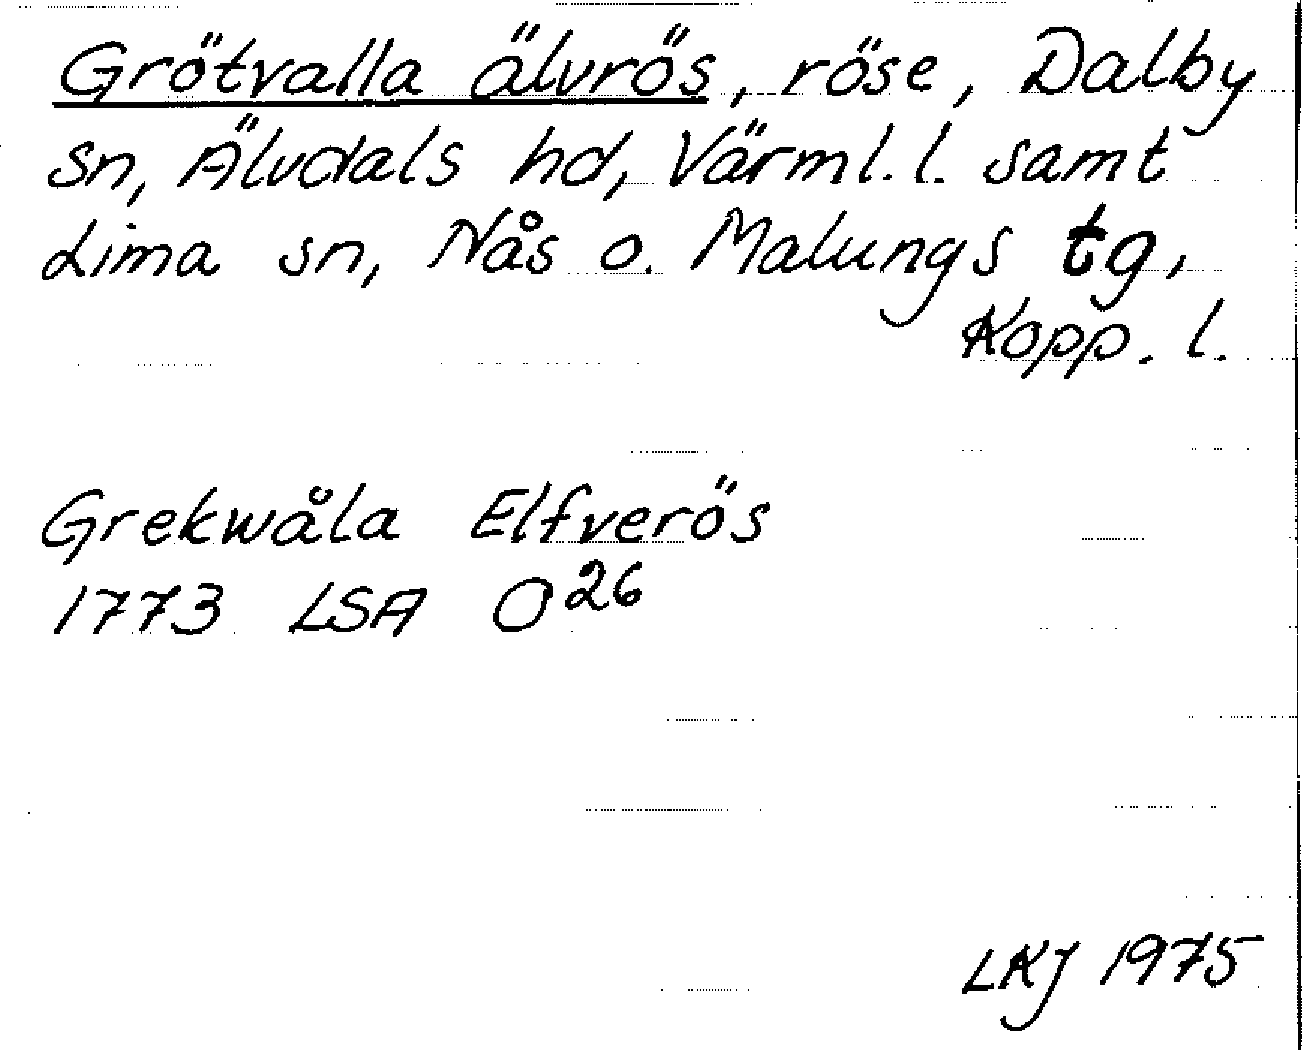 Grötvalla älvrös, röse, Dalby
sn, Älvdals hd, Värml. l. samt
Lima sn, Nås o. Malungs tg,
Kopp. l.
Grekwåla Elfverös
1773 LSA O26
LKJ 1975